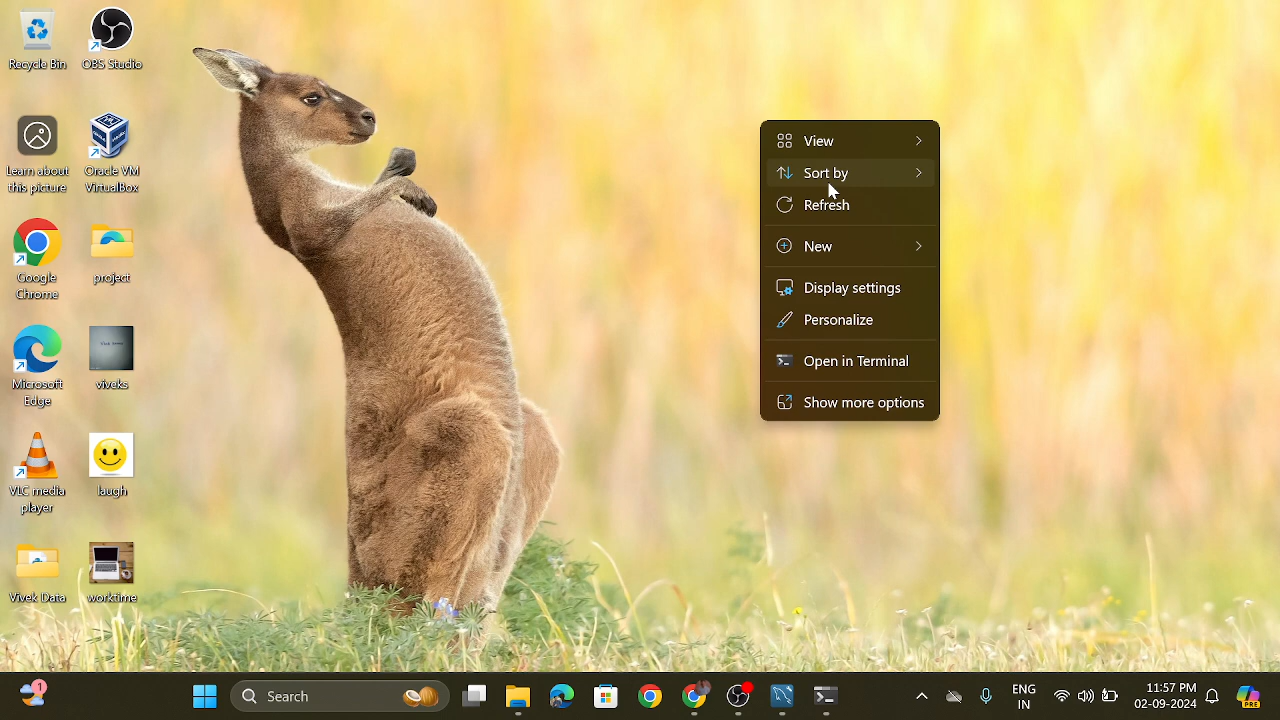 Recycle Bin
OBS Studio
Learn about
this picture
Oracle VM
VirtualBox
Google
Chrome
project
Microsoft
Edge
viveks
VLC media
player
laugh
Vivek Data
worktime
View
Sort by
Refresh
New
Display settings
Personalize
Open in Terminal
Show more options
1
Search
ENG
IN
11:57 PM
02-09-2024
PRE